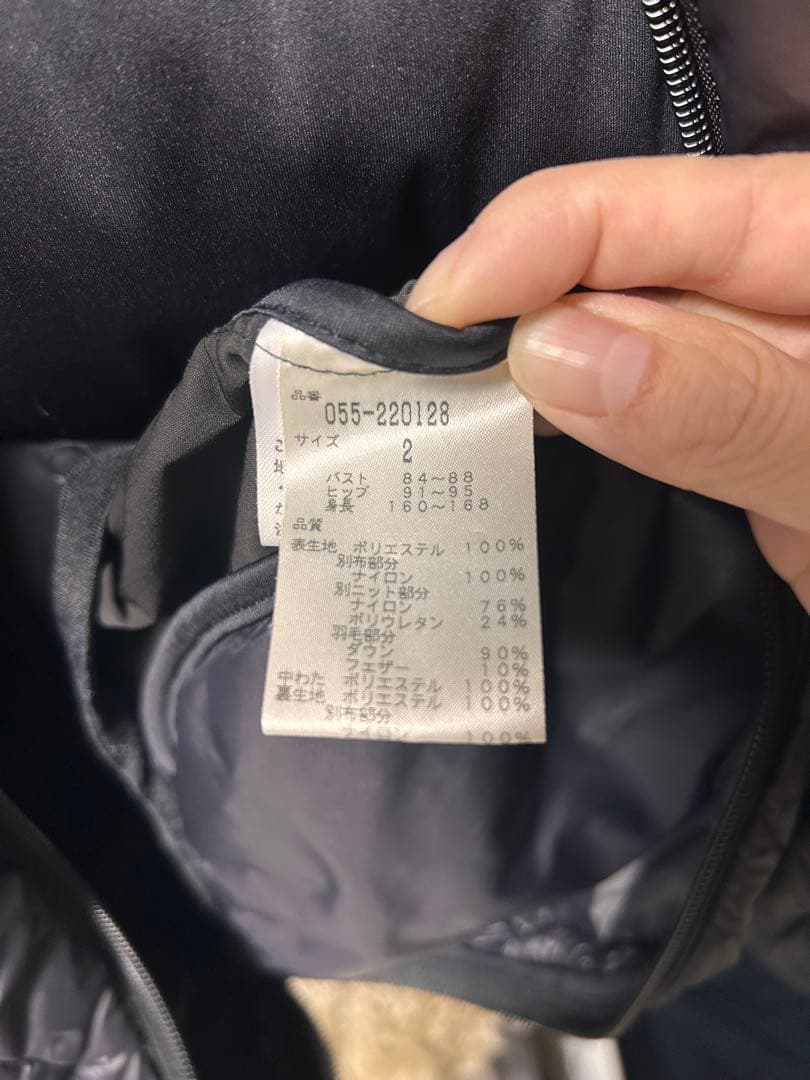 品番
055-220128
サイズ
2
バスト 84～88
ヒップ 91～95
身長 160～168
品質
表生地 ポリエステル 100%
別布部分
ナイロン 100%
別ニット部分
ナイロン 76%
ポリウレタン 24%
羽毛部分
ダウン 90%
フェザー 10%
中わた ポリエステル 100%
裏生地 ポリエステル 100%
別布部分
ナイロン 100%